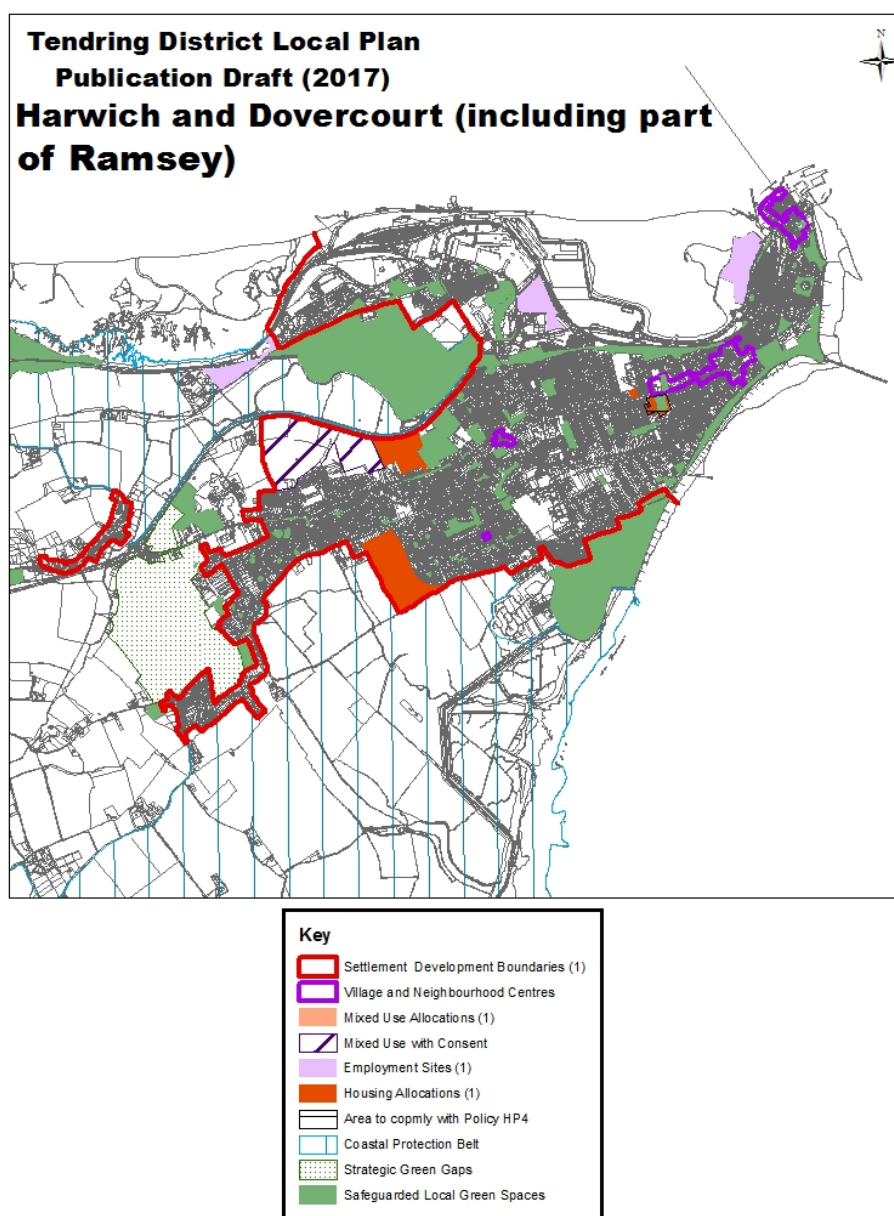 Tendring District Local Plan
Publication Draft (2017)
Harwich and Dovercourt (including part
of Ramsey)
N
Key
Settlement Development Boundaries (1)
Village and Neighbourhood Centres
Mixed Use Allocations (1)
Mixed Use with Consent
Employment Sites (1)
Housing Allocations (1)
Area to copmly with Policy HP4
Coastal Protection Belt
Strategic Green Gaps
Safeguarded Local Green Spaces